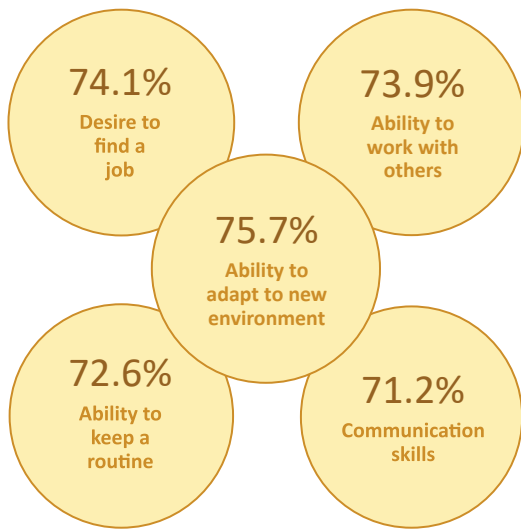 74.1%
Desire to
find a
job
73.9%
Ability to
work with
others
75.7%
Ability to
adapt to new
environment
72.6%
Ability to
keep a
routine
71.2%
Communication
skills